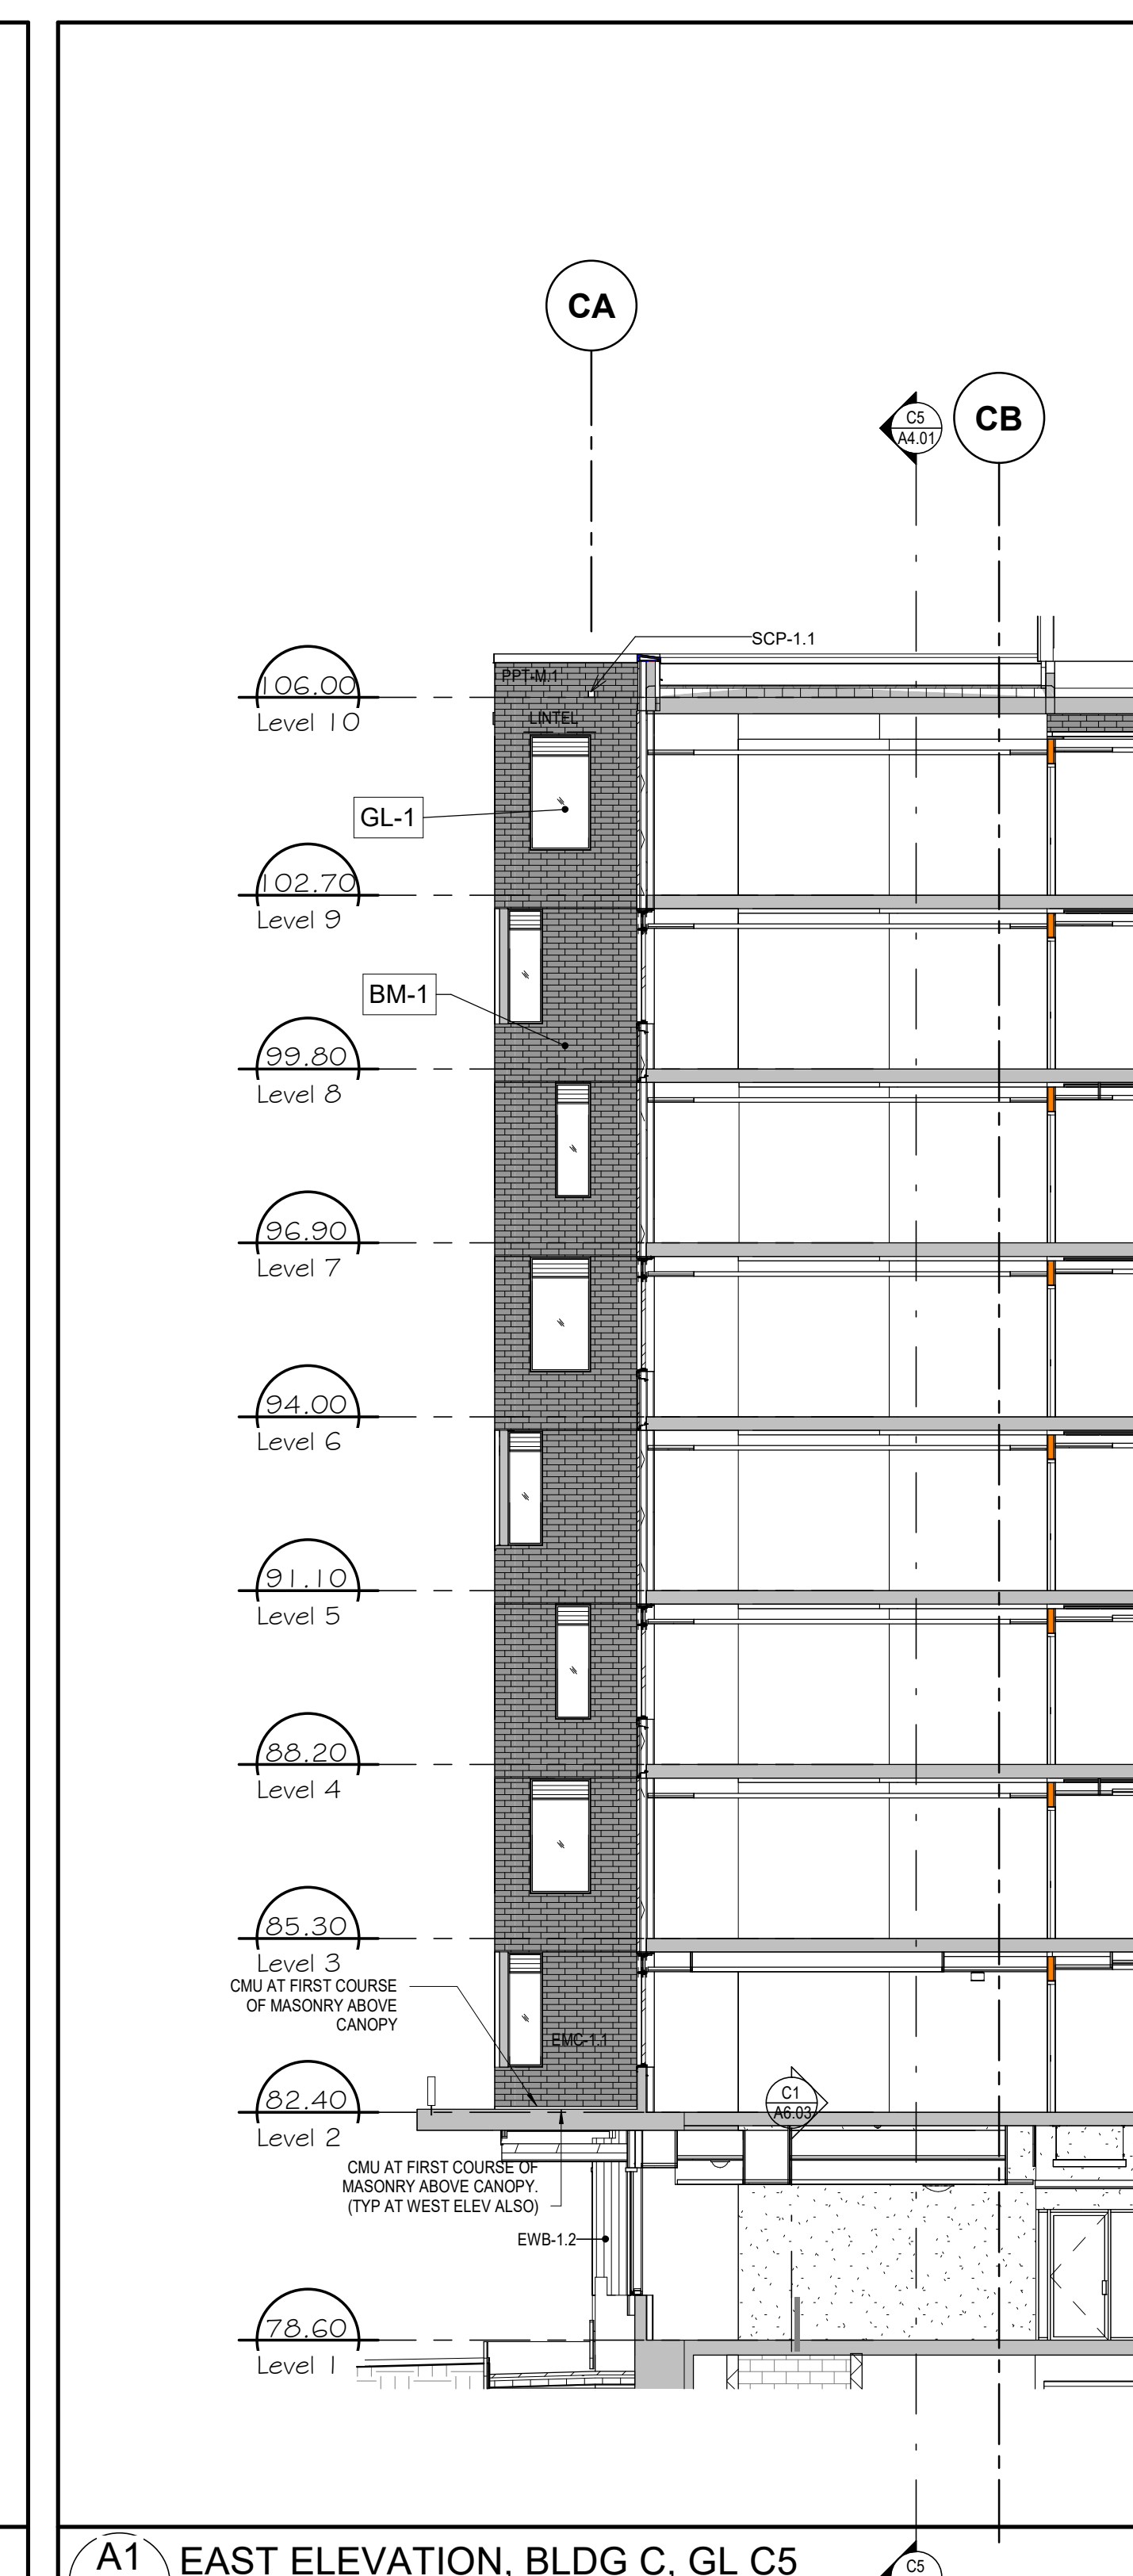 CA
C5
A4.01
CB
SCP-1.1
PPT-M.1
106.00
Level 10
LINTEL
GL-1
102.70
Level 9
BM-1
99.80
Level 8
96.90
Level 7
94.00
Level 6
91.10
Level 5
88.20
Level 4
85.30
Level 3
CMU AT FIRST COURSE
OF MASONRY ABOVE
CANOPY
EMC-1.1
82.40
Level 2
C1
A6.03
CMU AT FIRST COURSE OF
MASONRY ABOVE CANOPY.
(TYP AT WEST ELEV ALSO)
EWB-1.2
78.60
Level 1
A1
EAST ELEVATION, BLDG C, GL C5
C5